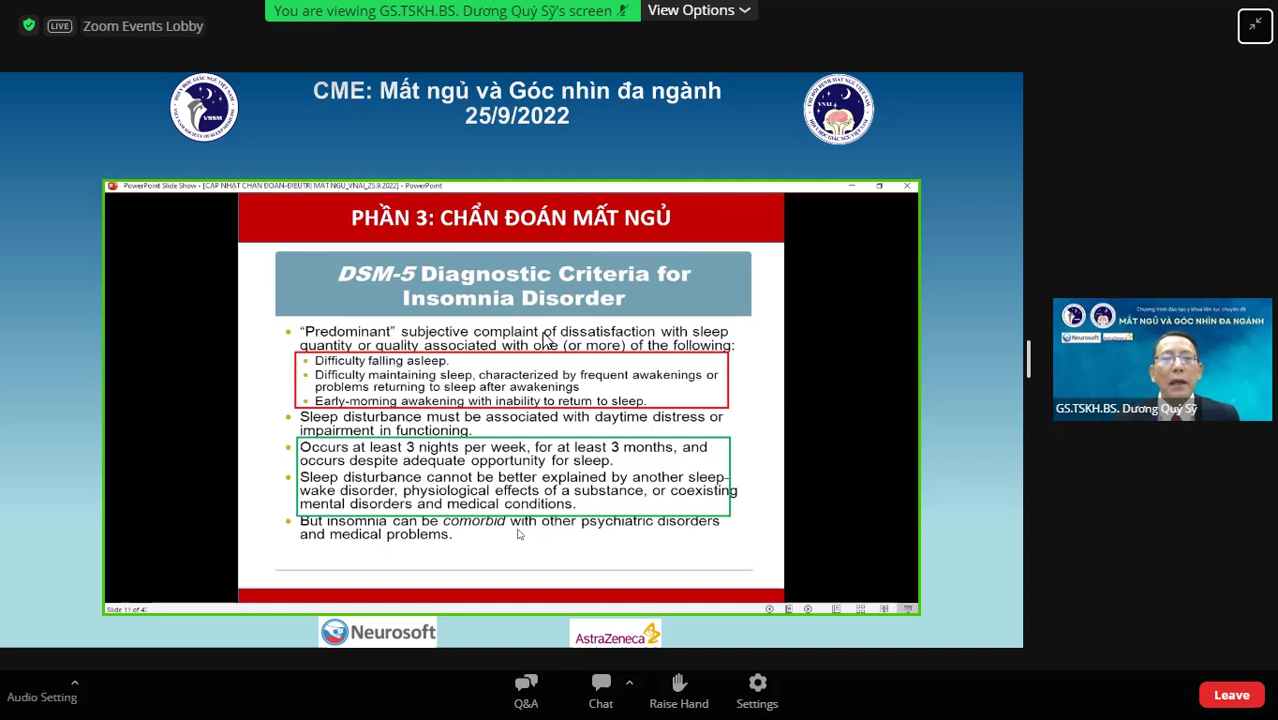 You are viewing GS.TSKH.BS. Dương Quý Sỹ's screen
View Options
LIVE
Zoom Events Lobby
CME: Mất ngủ và Góc nhìn đa ngành
25/9/2022
VSSM
VNAI
PowerPoint Slide Show - [CAP NHAT CHAN DOAN-DIEUTRI MAT NGU_VNAI_25.9.2022] - PowerPoint
PHẦN 3: CHẨN ĐOÁN MẤT NGỦ
DSM-5 Diagnostic Criteria for
Insomnia Disorder
• “Predominant” subjective complaint of dissatisfaction with sleep
quantity or quality associated with one (or more) of the following:
• Difficulty falling asleep.
• Difficulty maintaining sleep, characterized by frequent awakenings or
problems returning to sleep after awakenings
• Early-morning awakening with inability to return to sleep.
• Sleep disturbance must be associated with daytime distress or
impairment in functioning.
• Occurs at least 3 nights per week, for at least 3 months, and
occurs despite adequate opportunity for sleep.
• Sleep disturbance cannot be better explained by another sleep-
wake disorder, physiological effects of a substance, or coexisting
mental disorders and medical conditions.
• But insomnia can be comorbid with other psychiatric disorders
and medical problems.
Slide 11 of 4
Neurosoft
AstraZeneca
Chương trình đào tạo y khoa liên tục chuyên đề
MẤT NGỦ VÀ GÓC NHÌN ĐA NGÀNH
Neurosoft
AstraZeneca
GS.TSKH.BS. Dương Quý Sỹ
Audio Setting
Q&A
Chat
Raise Hand
Settings
Leave